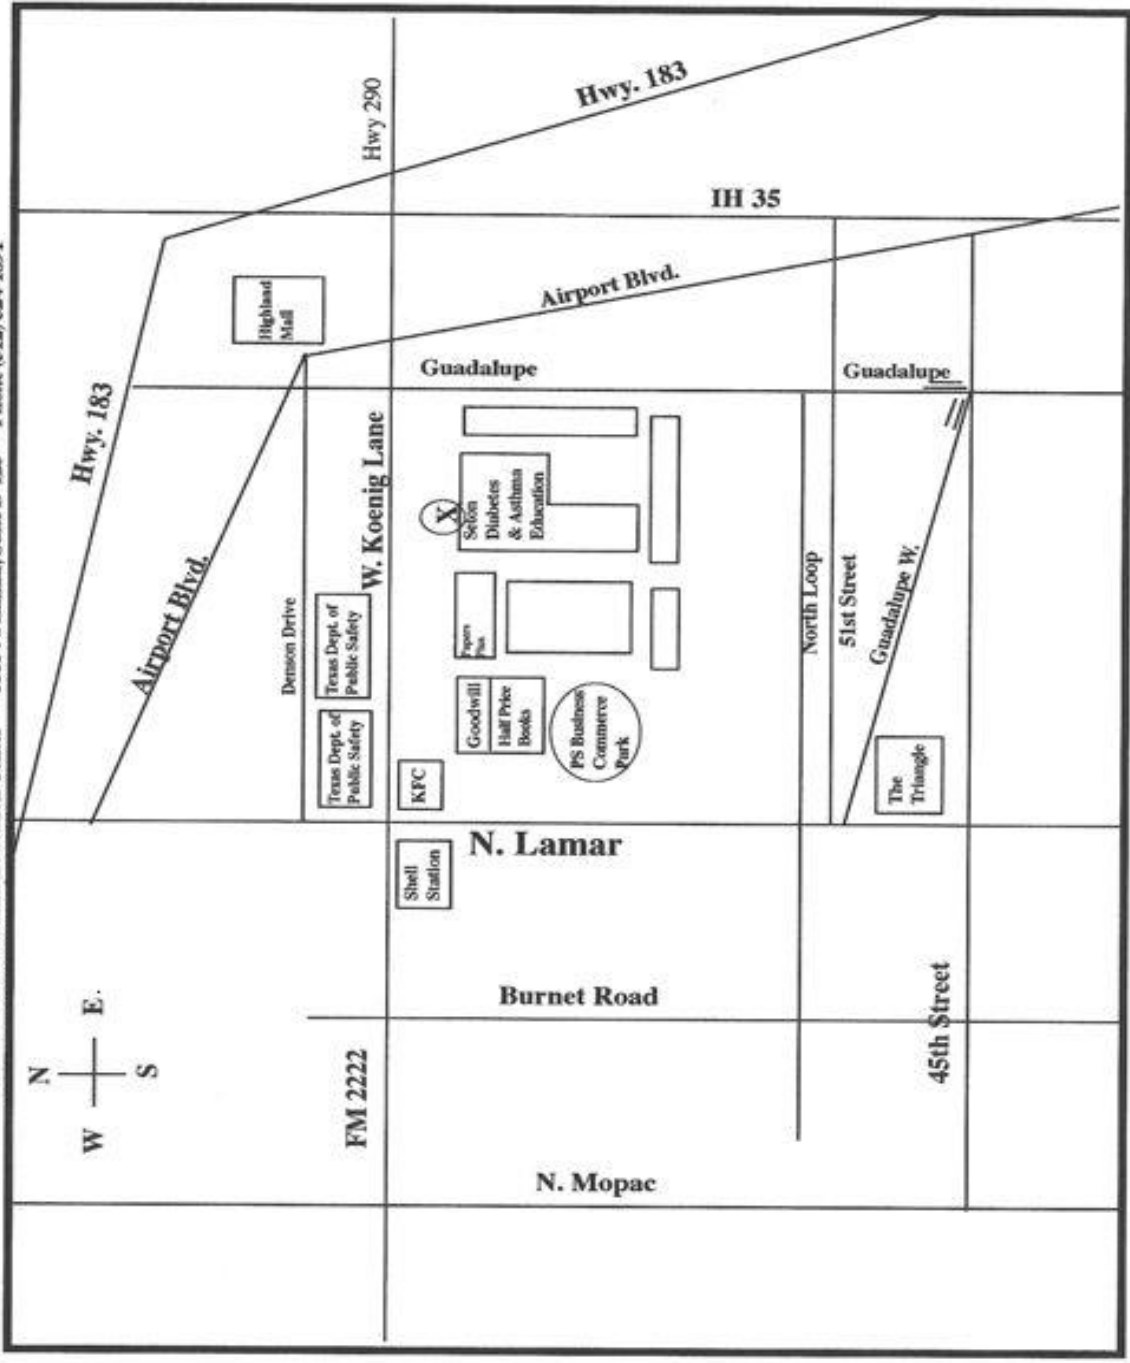 Hwy. 183
Hwy 290
IH 35
Highland
Mall
Airport Blvd.
Guadalupe
Guadalupe
Hwy. 183
W. Koenig Lane
X
Seton
Diabetes
& Asthma
Education
Airport Blvd.
Denson Drive
Texas Dept. of
Public Safety
Papers
Plus
North Loop
51st Street
Guadalupe W.
Texas Dept. of
Public Safety
Goodwill
Half Price
Books
PS Business
Commerce
Park
KFC
The
Triangle
N. Lamar
Shell
Station
Burnet Road
N
E.
S
W
FM 2222
45th Street
N. Mopac